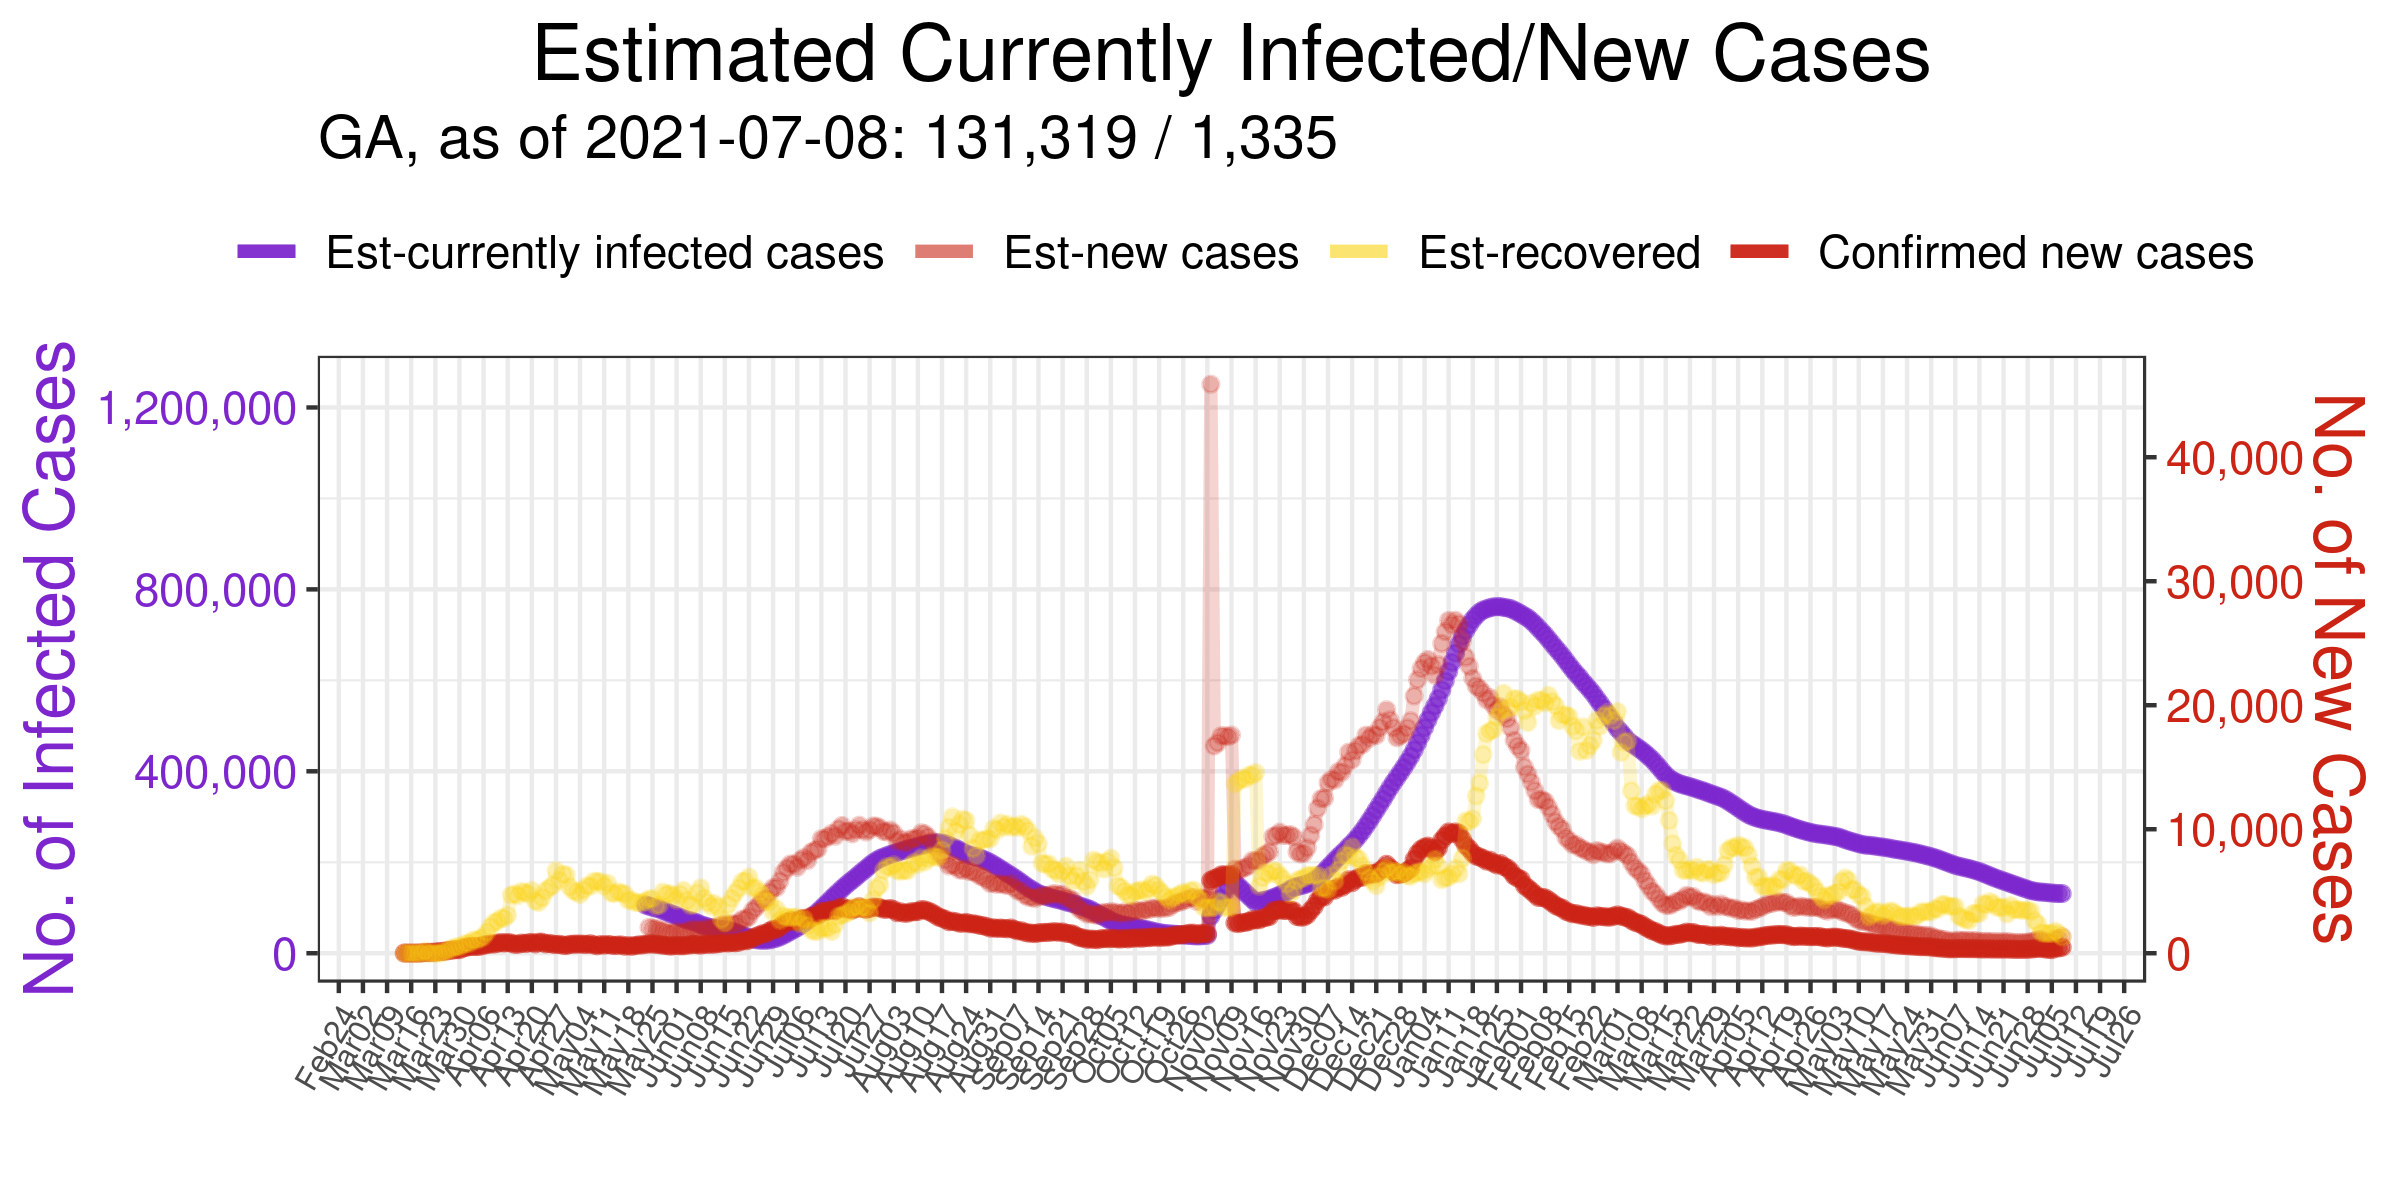 Estimated Currently Infected/New Cases
GA, as of 2021-07-08: 131,319 / 1,335
Est-currently infected cases Est-new cases Est-recovered Confirmed new cases
No. of Infected Cases
1,200,000
800,000
400,000
0
40,000
30,000
20,000
10,000
0
No. of New Cases
Feb24 Mar02 Mar09 Mar16 Mar23 Mar30 Apr06 Apr13 Apr20 Apr27 May04 May11 May18 May25 Jun01 Jun08 Jun15 Jun22 Jun29 Jul06 Jul13 Jul20 Jul27 Aug03 Aug10 Aug17 Aug24 Aug31 Sep07 Sep14 Sep21 Sep28 Oct05 Oct12 Oct19 Oct26 Nov02 Nov09 Nov16 Nov23 Nov30 Dec07 Dec14 Dec21 Dec28 Jan04 Jan11 Jan18 Jan25 Feb01 Feb08 Feb15 Feb22 Mar01 Mar08 Mar15 Mar22 Mar29 Apr05 Apr12 Apr19 Apr26 May03 May10 May17 May24 May31 Jun07 Jun14 Jun21 Jun28 Jul05 Jul12 Jul19 Jul26